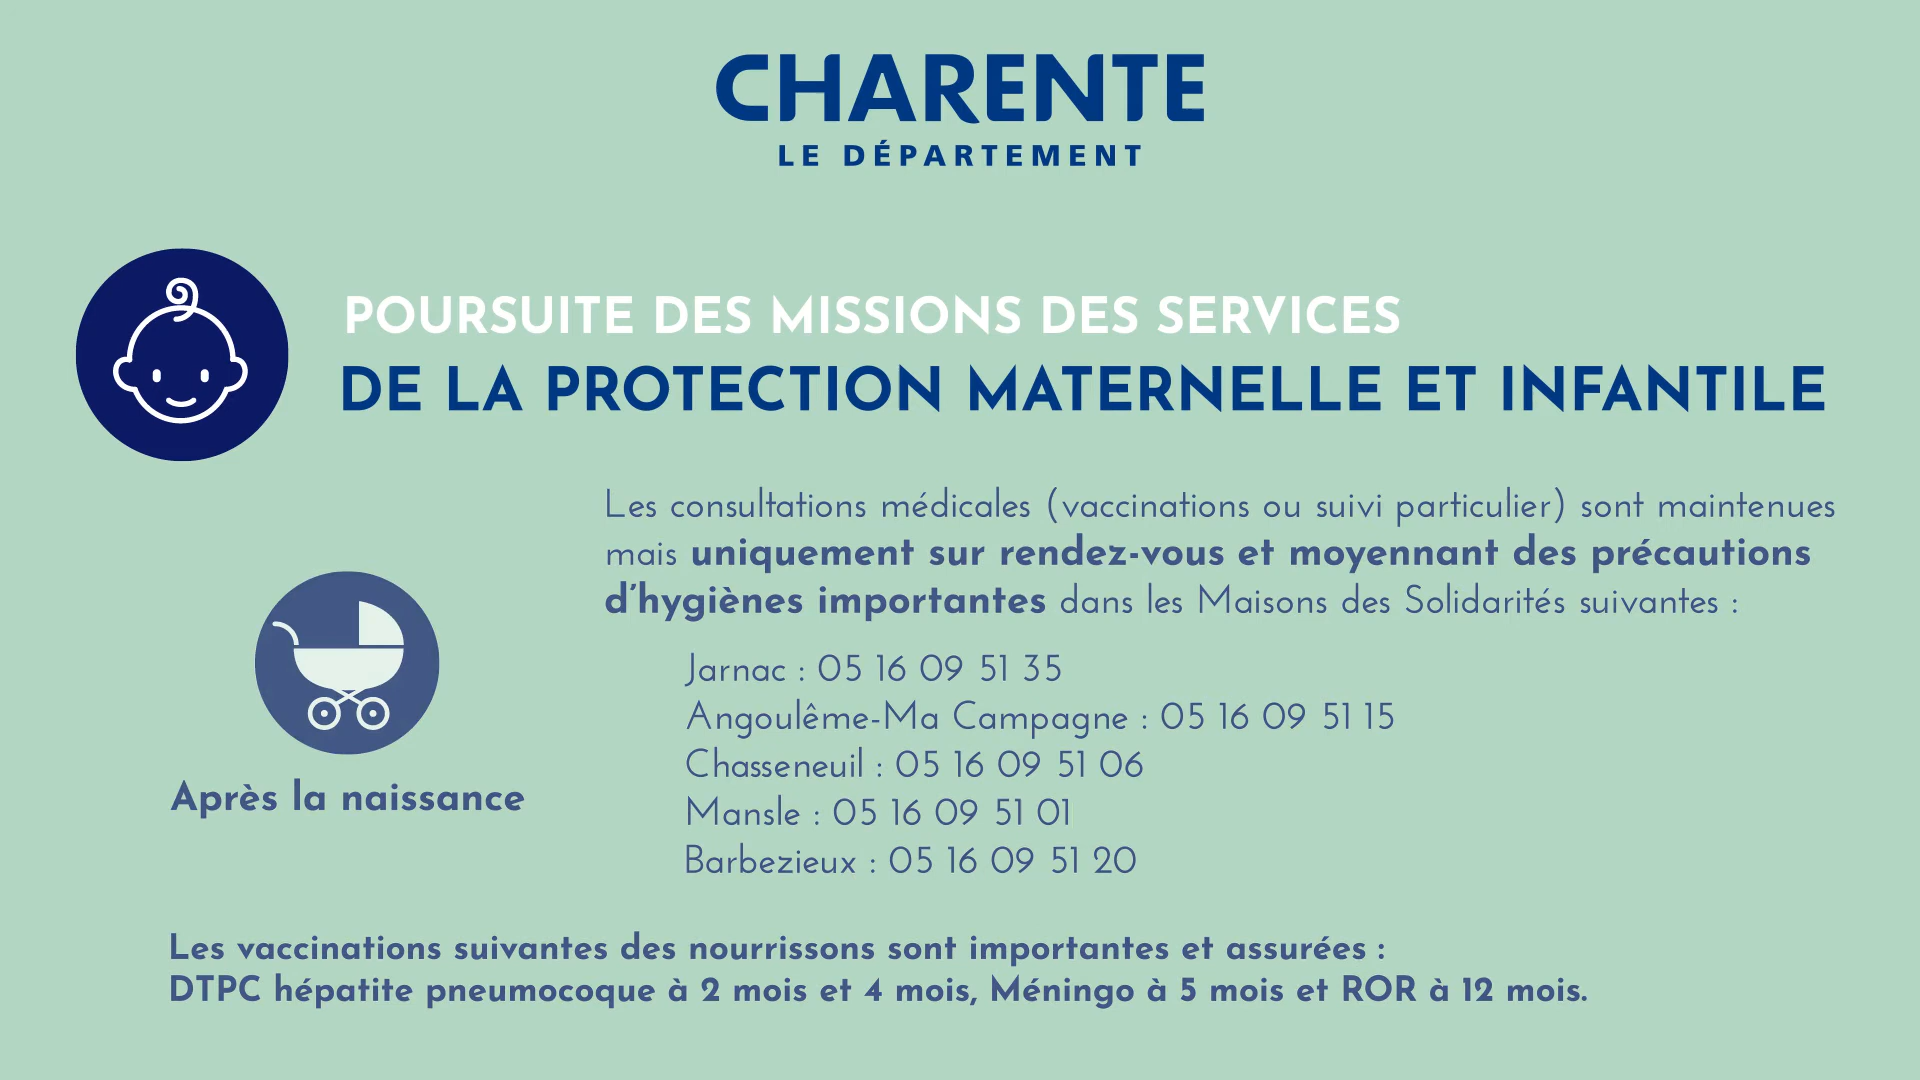 CHARENTE
LE DÉPARTEMENT
POURSUITE DES MISSIONS DES SERVICES
DE LA PROTECTION MATERNELLE ET INFANTILE
Les consultations médicales (vaccinations ou suivi particulier) sont maintenues
mais uniquement sur rendez-vous et moyennant des précautions
d’hygiènes importantes dans les Maisons des Solidarités suivantes :
Jarnac : 05 16 09 51 35
Angoulême-Ma Campagne : 05 16 09 51 15
Chasseneuil : 05 16 09 51 06
Mansle : 05 16 09 51 01
Barbezieux : 05 16 09 51 20
Après la naissance
Les vaccinations suivantes des nourrissons sont importantes et assurées :
DTPC hépatite pneumocoque à 2 mois et 4 mois, Méningo à 5 mois et ROR à 12 mois.